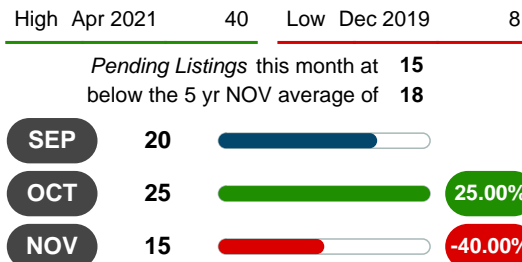 High Apr 2021 40 Low Dec 2019 8
Pending Listings this month at 15
below the 5 yr NOV average of 18
SEP 20
OCT 25 25.00%
NOV 15 -40.00%